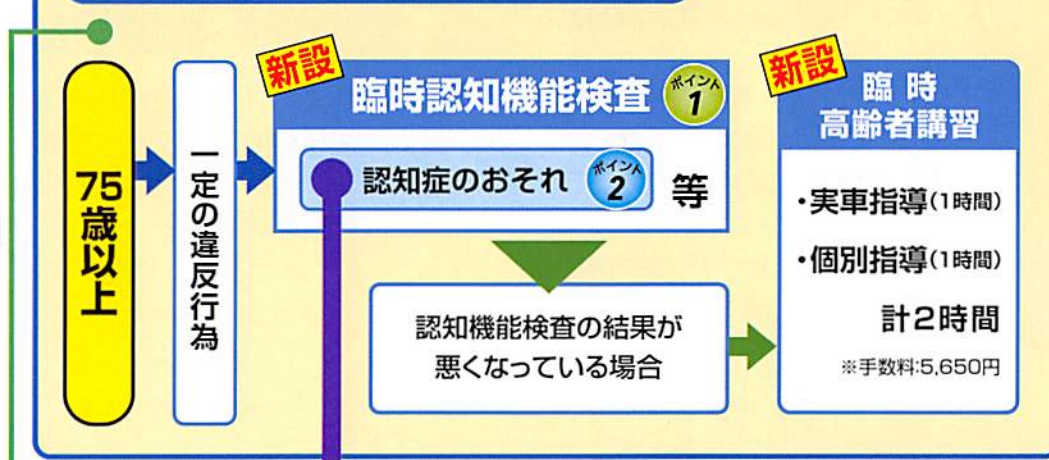 75歳以上
一定の違反行為
新設
臨時認知機能検査
ポイント1
認知症のおそれ
ポイント2
等
認知機能検査の結果が
悪くなっている場合
新設
臨時
高齢者講習
・実車指導(1時間)
・個別指導(1時間)
計2時間
※手数料:5,650円